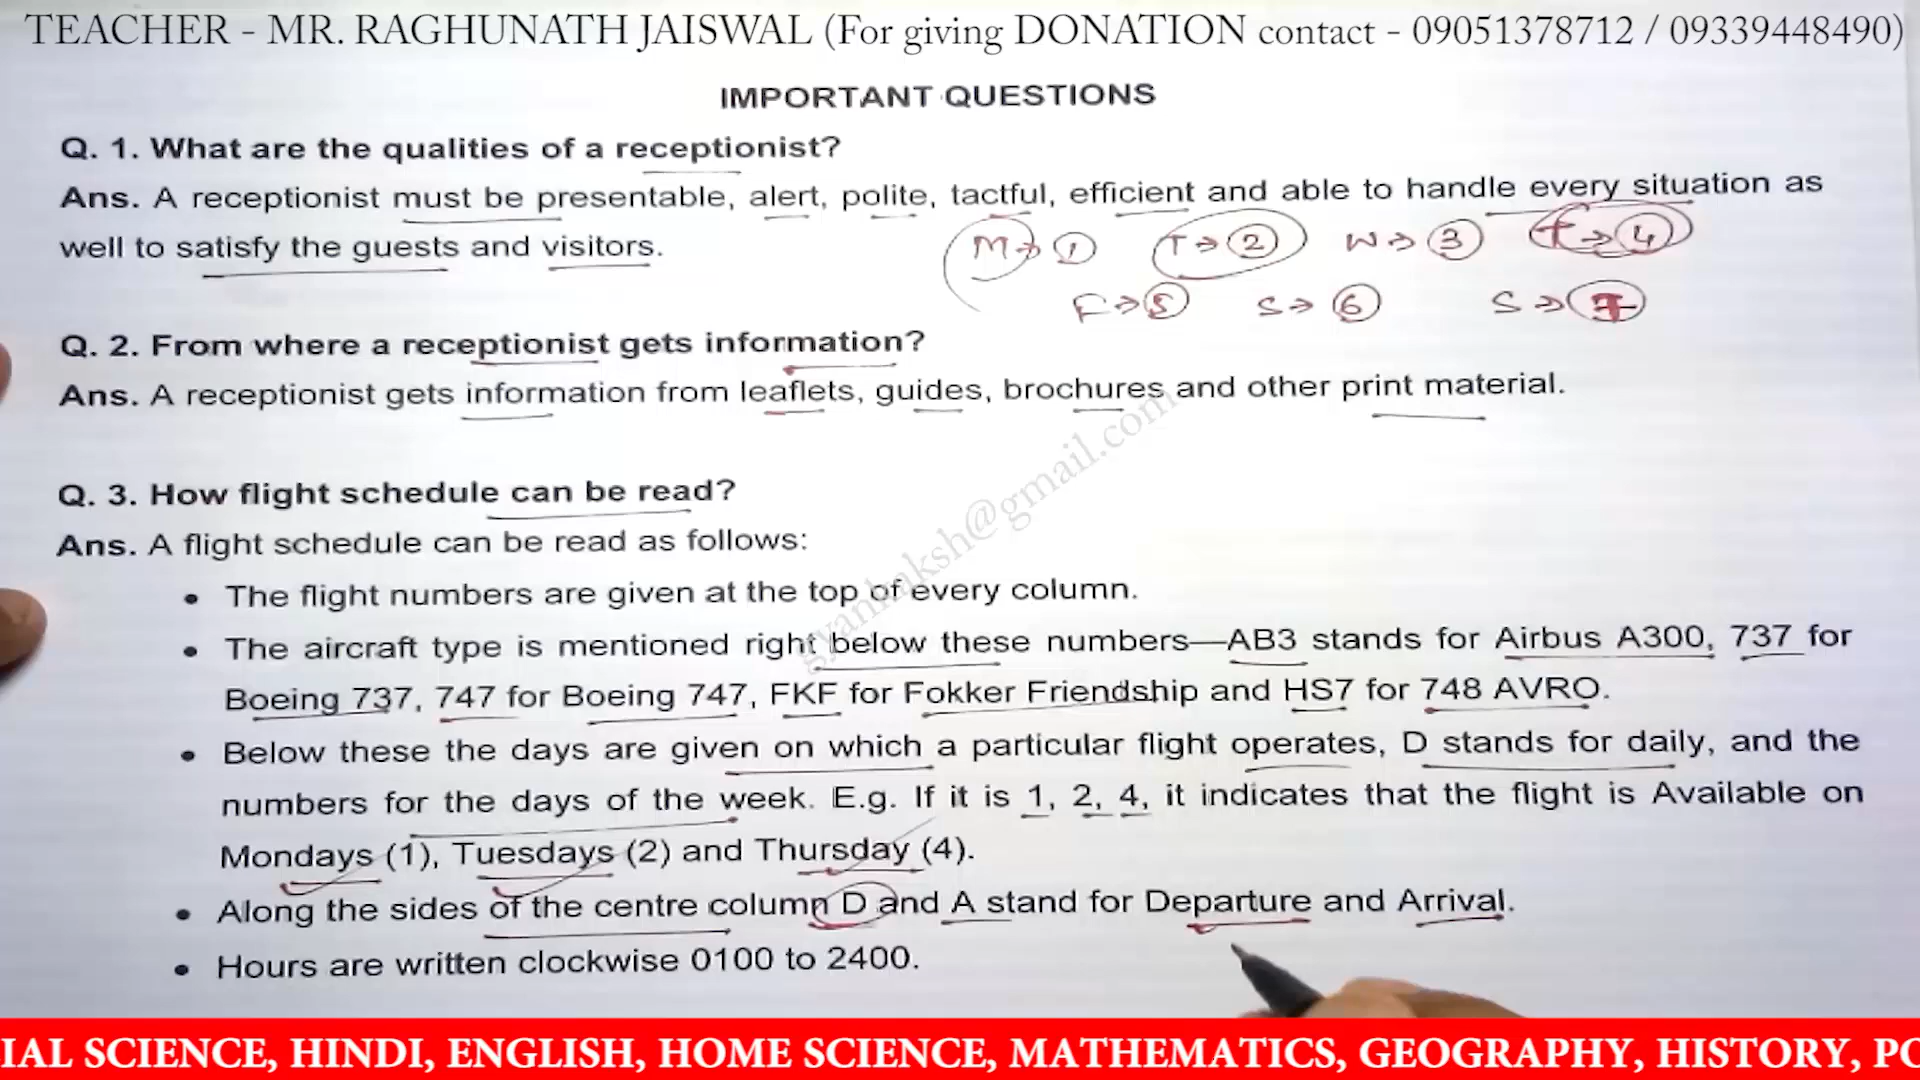 TEACHER - MR. RAGHUNATH JAISWAL (For giving DONATION contact - 09051378712 / 09339448490)
IMPORTANT QUESTIONS
Q. 1. What are the qualities of a receptionist?
Ans. A receptionist must be presentable, alert, polite, tactful, efficient and able to handle every situation as
well to satisfy the guests and visitors.
M → 1 T → 2 W → 3 T → 4
F → 5 S → 6 S → 7
Q. 2. From where a receptionist gets information?
Ans. A receptionist gets information from leaflets, guides, brochures and other print material.
gyanbaksh@gmail.com
Q. 3. How flight schedule can be read?
Ans. A flight schedule can be read as follows:
• The flight numbers are given at the top of every column.
• The aircraft type is mentioned right below these numbers—AB3 stands for Airbus A300, 737 for
Boeing 737, 747 for Boeing 747, FKF for Fokker Friendship and HS7 for 748 AVRO.
• Below these the days are given on which a particular flight operates, D stands for daily, and the
numbers for the days of the week. E.g. If it is 1, 2, 4, it indicates that the flight is Available on
Mondays (1), Tuesdays (2) and Thursday (4).
• Along the sides of the centre column D and A stand for Departure and Arrival.
• Hours are written clockwise 0100 to 2400.
IAL SCIENCE, HINDI, ENGLISH, HOME SCIENCE, MATHEMATICS, GEOGRAPHY, HISTORY, PO